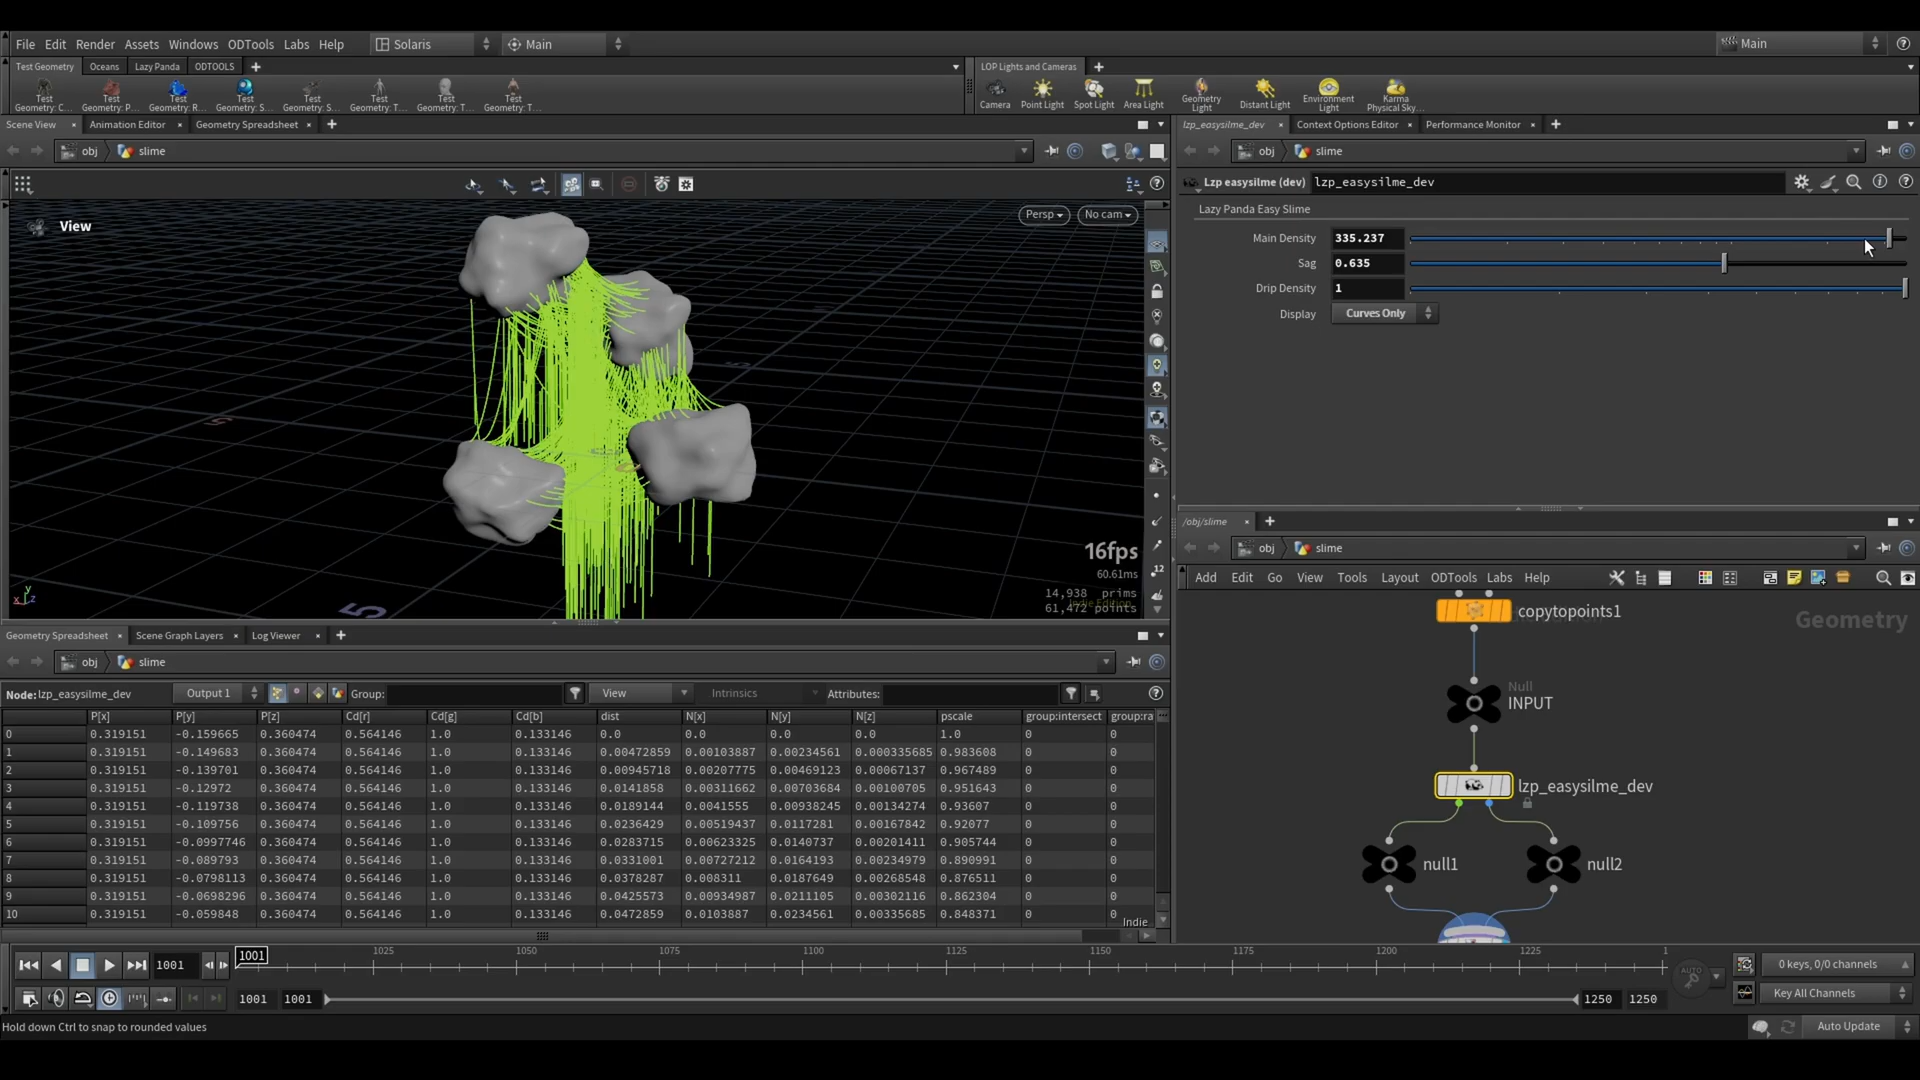 File Edit Render Assets Windows ODTools Labs Help Solaris Main Main
Test Geometry Oceans Lazy Panda ODTOOLS
LOP Lights and Cameras
Test Geometry: C... Test Geometry: P... Test Geometry: R... Test Geometry: S... Test Geometry: S... Test Geometry: T... Test Geometry: T... Test Geometry: T...
Camera Point Light Spot Light Area Light Geometry Light Distant Light Environment Light Karma Physical Sky...
Scene View Animation Editor Geometry Spreadsheet
obj slime
View
Persp No cam
5
16fps
60.61ms
14,938 prims
61,472 points
lzp_easysilme_dev Context Options Editor Performance Monitor
obj slime
Lzp easysilme (dev) lzp_easysilme_dev
Lazy Panda Easy Slime
Main Density 335.237
Sag 0.635
Drip Density 1
Display Curves Only
/obj/slime
obj slime
Add Edit Go View Tools Layout ODTools Labs Help
Geometry
copytopoints1
Null
INPUT
lzp_easysilme_dev
null1 null2
Geometry Spreadsheet Scene Graph Layers Log Viewer
obj slime
Node: lzp_easysilme_dev Output 1 Group: View Intrinsics Attributes:
P[x] P[y] P[z] Cd[r] Cd[g] Cd[b] dist N[x] N[y] N[z] pscale group:intersect group:ra
0 0.319151 -0.159665 0.360474 0.564146 1.0 0.133146 0.0 0.0 0.0 0.0 1.0 0 0
1 0.319151 -0.149683 0.360474 0.564146 1.0 0.133146 0.00472859 0.00103887 0.00234561 0.000335685 0.983608 0 0
2 0.319151 -0.139701 0.360474 0.564146 1.0 0.133146 0.00945718 0.00207775 0.00469123 0.00067137 0.967489 0 0
3 0.319151 -0.12972 0.360474 0.564146 1.0 0.133146 0.0141858 0.00311662 0.00703684 0.00100705 0.951643 0 0
4 0.319151 -0.119738 0.360474 0.564146 1.0 0.133146 0.0189144 0.0041555 0.00938245 0.00134274 0.93607 0 0
5 0.319151 -0.109756 0.360474 0.564146 1.0 0.133146 0.0236429 0.00519437 0.0117281 0.00167842 0.92077 0 0
6 0.319151 -0.0997746 0.360474 0.564146 1.0 0.133146 0.0283715 0.00623325 0.0140737 0.00201411 0.905744 0 0
7 0.319151 -0.089793 0.360474 0.564146 1.0 0.133146 0.0331001 0.00727212 0.0164193 0.00234979 0.890991 0 0
8 0.319151 -0.0798113 0.360474 0.564146 1.0 0.133146 0.0378287 0.008311 0.0187649 0.00268548 0.876511 0 0
9 0.319151 -0.0698296 0.360474 0.564146 1.0 0.133146 0.0425573 0.00934987 0.0211105 0.00302116 0.862304 0 0
10 0.319151 -0.059848 0.360474 0.564146 1.0 0.133146 0.0472859 0.0103887 0.0234561 0.00335685 0.848371 0 0
Indie
1001 1001 1025 1050 1075 1100 1125 1150 1175 1200 1225 1
AUTO 0 keys, 0/0 channels
1001 1001 1250 1250 Key All Channels
Hold down Ctrl to snap to rounded values Auto Update